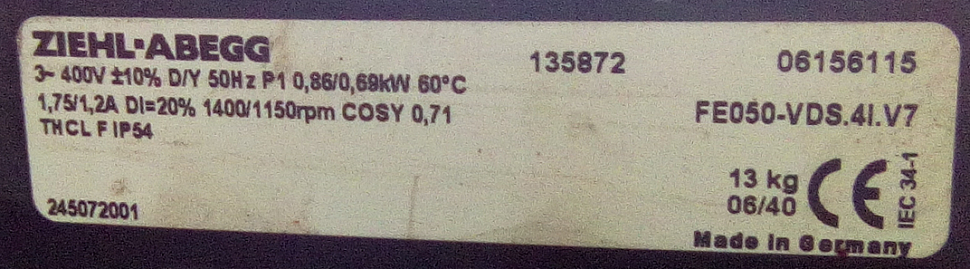 ZIEHL-ABEGG
3~ 400V ±10% D/Y 50Hz P1 0,86/0,69kW 60°C
1,75/1,2A DI=20% 1400/1150rpm COSY 0,71
THCL F IP54
245072001
135872
06156115
FE050-VDS.4I.V7
13 kg
06/40
CE
IEC 34-1
Made in Germany